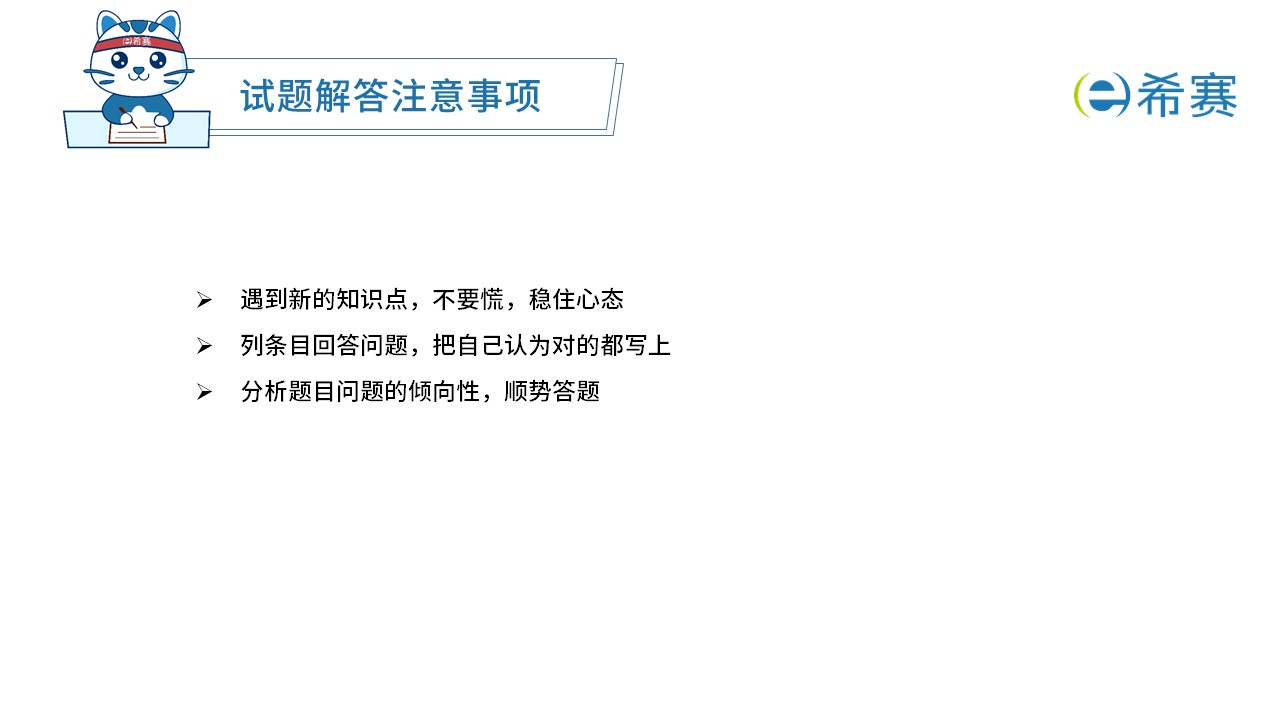 希赛
试题解答注意事项
希赛
遇到新的知识点，不要慌，稳住心态
列条目回答问题，把自己认为对的都写上
分析题目问题的倾向性，顺势答题